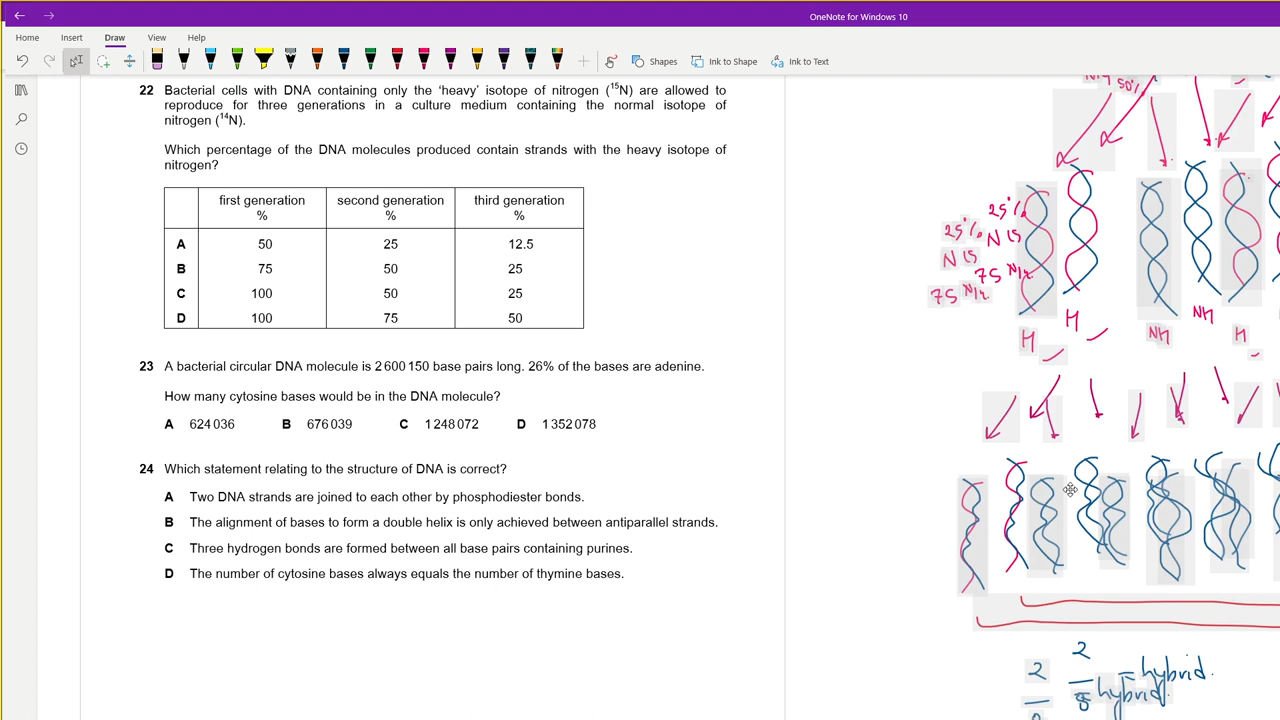 OneNote for Windows 10
Home Insert Draw View Help
Shapes Ink to Shape Ink to Text
22 Bacterial cells with DNA containing only the ‘heavy’ isotope of nitrogen (¹⁵N) are allowed to
reproduce for three generations in a culture medium containing the normal isotope of
nitrogen (¹⁴N).
Which percentage of the DNA molecules produced contain strands with the heavy isotope of
nitrogen?
first generation second generation third generation
% % %
A 50 25 12.5
B 75 50 25
C 100 50 25
D 100 75 50
23 A bacterial circular DNA molecule is 2 600 150 base pairs long. 26% of the bases are adenine.
How many cytosine bases would be in the DNA molecule?
A 624 036 B 676 039 C 1 248 072 D 1 352 078
24 Which statement relating to the structure of DNA is correct?
A Two DNA strands are joined to each other by phosphodiester bonds.
B The alignment of bases to form a double helix is only achieved between antiparallel strands.
C Three hydrogen bonds are formed between all base pairs containing purines.
D The number of cytosine bases always equals the number of thymine bases.
50%
25%
25% N 15
N 15
75 N14
75 N14
H NH
H NH H
2
2 = hybrid.
8 hybrid.